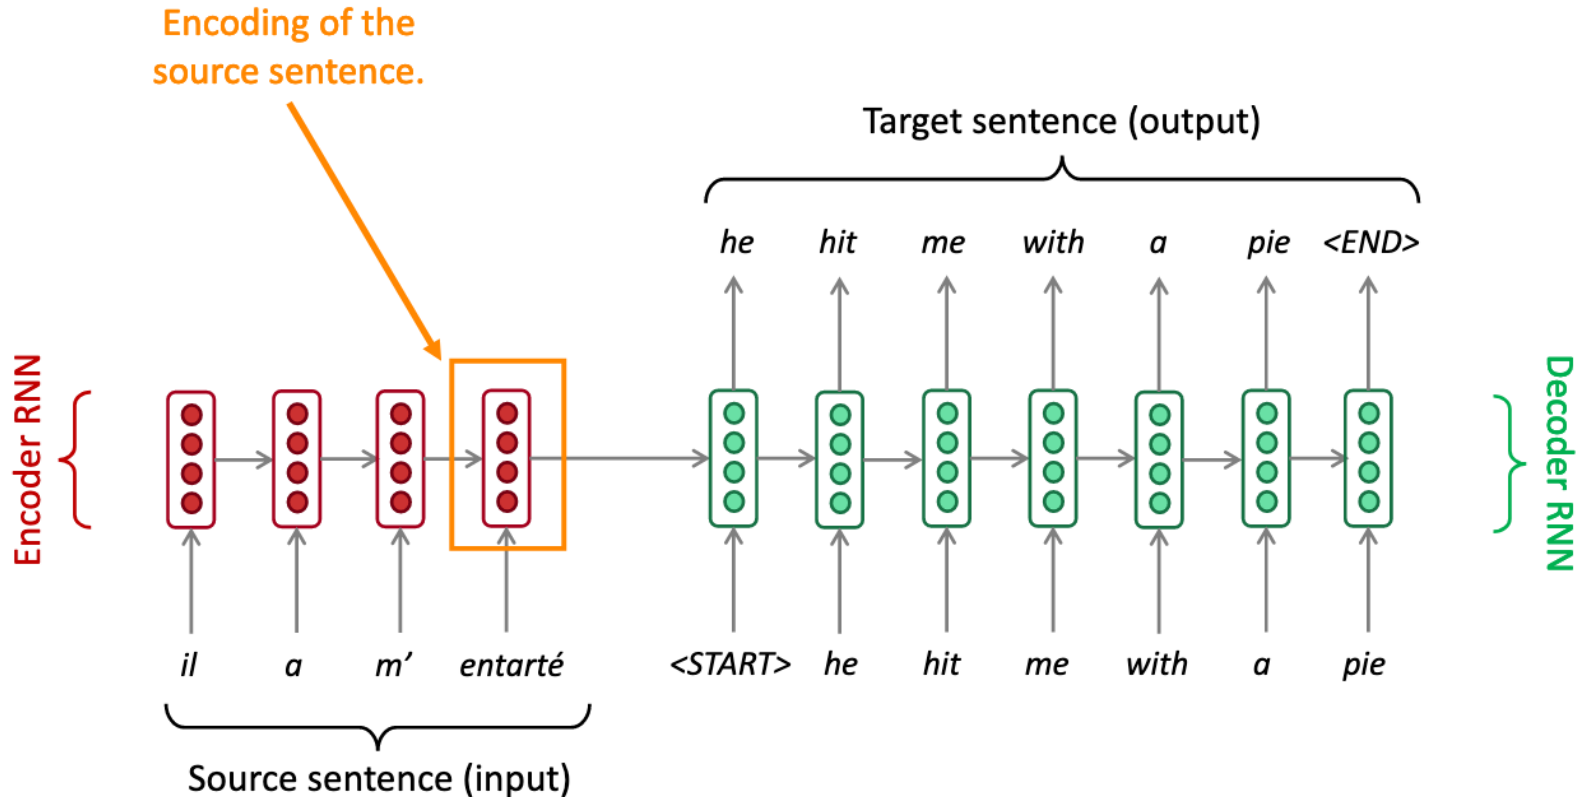 Encoding of the
source sentence.
Target sentence (output)
he hit me with a pie <END>
Encoder RNN
Decoder RNN
il a m’ entarté <START> he hit me with a pie
Source sentence (input)